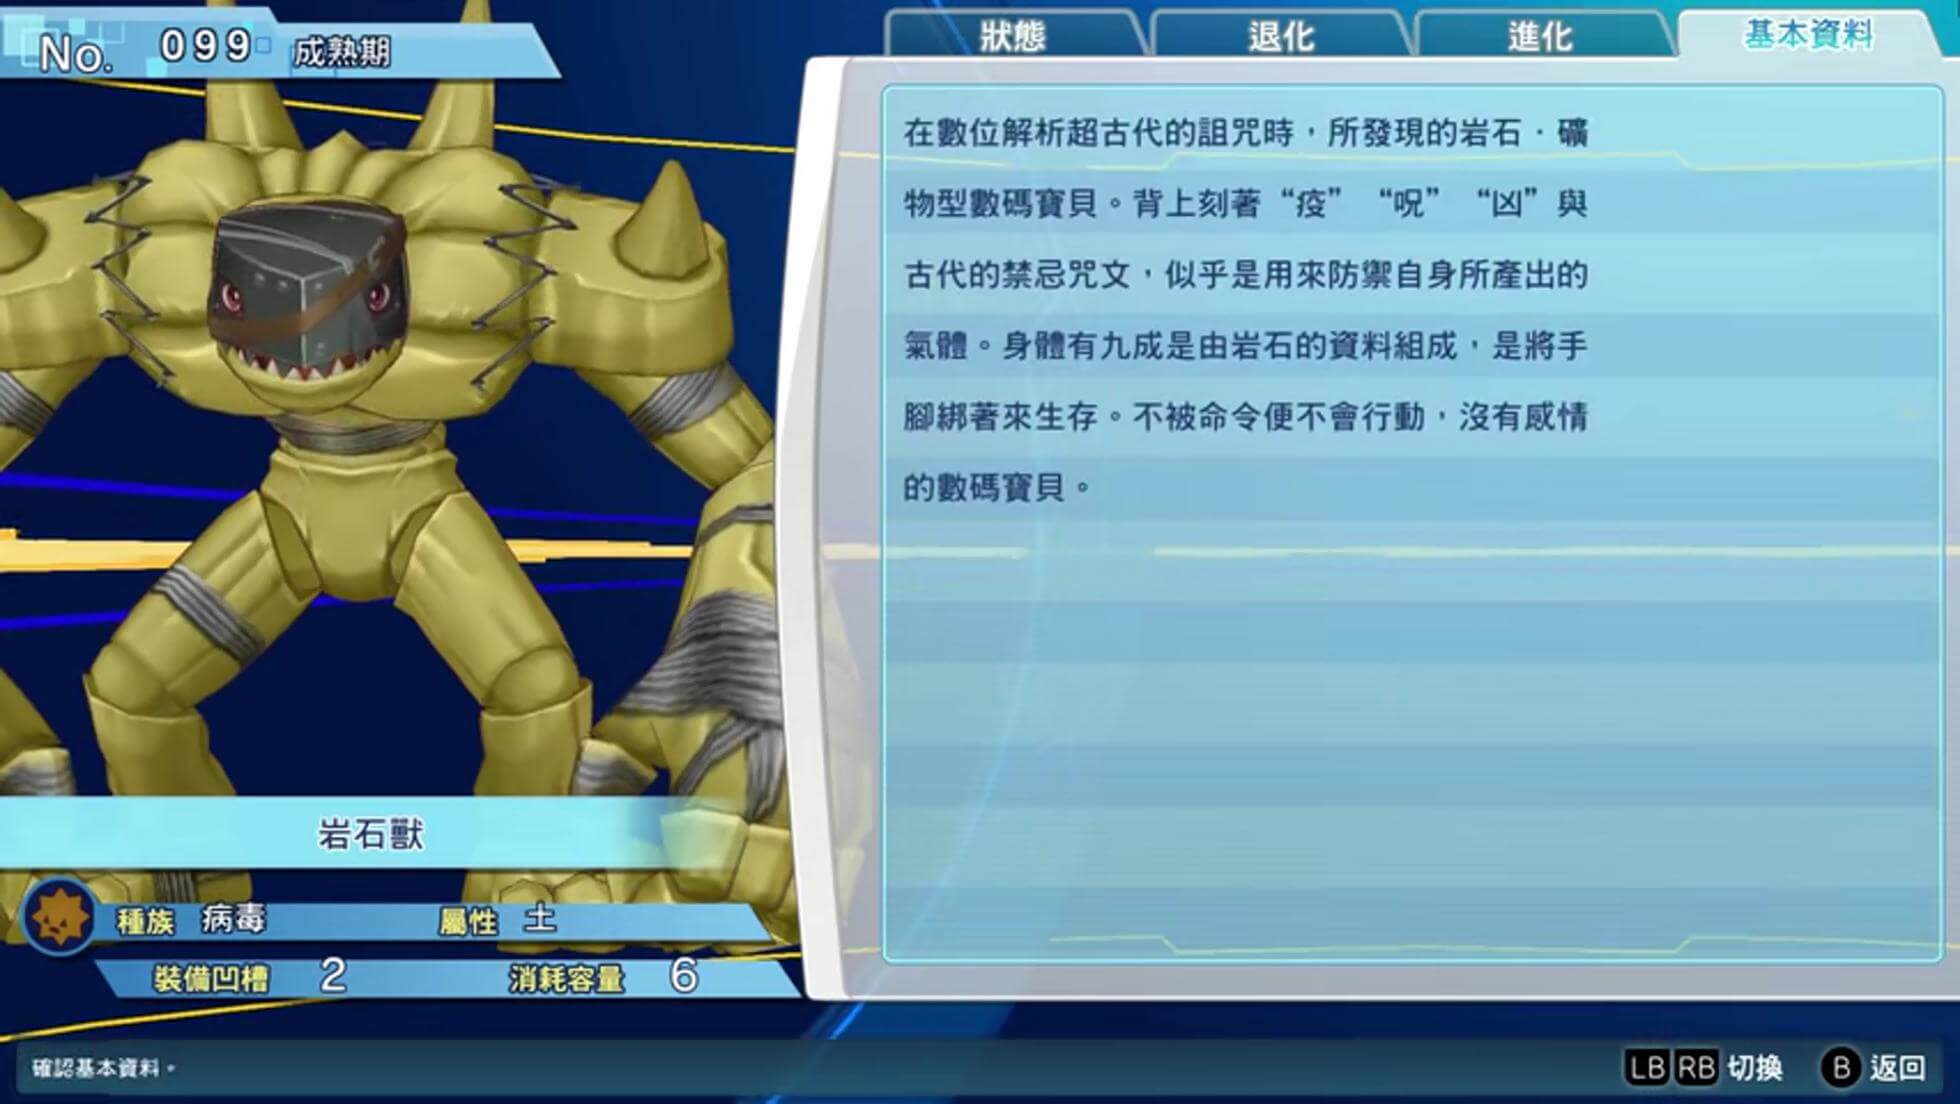 No. 099 成熟期
狀態 退化 進化 基本資料
在數位解析超古代的詛咒時，所發現的岩石．礦
物型數碼寶貝。背上刻著“疫” “呪” “凶”與
古代的禁忌咒文，似乎是用來防禦自身所產出的
氣體。身體有九成是由岩石的資料組成，是將手
腳綁著來生存。不被命令便不會行動，沒有感情
的數碼寶貝。
岩石獸
種族 病毒 屬性 土
裝備凹槽 2 消耗容量 6
確認基本資料。
LB RB 切換 B 返回